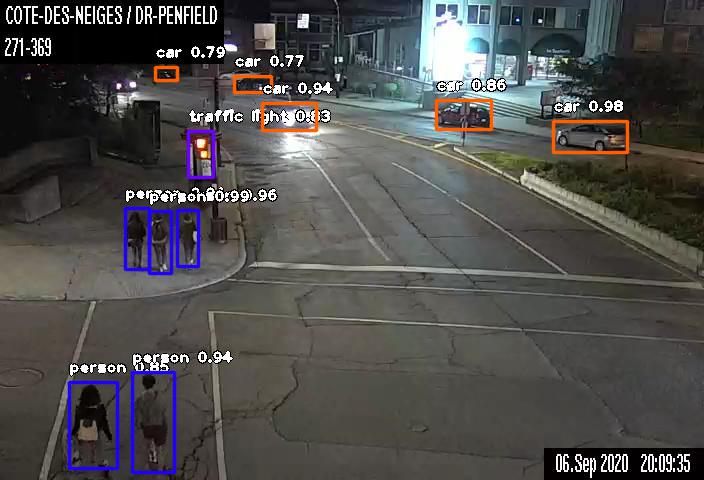 COTE-DES-NEIGES / DR-PENFIELD
271-369
car 0.79
car 0.77
car 0.94
car 0.86
car 0.98
traffic light 0.83
person
person 0.99
0.96
person 0.85
person 0.94
06.Sep 2020 20:09:35